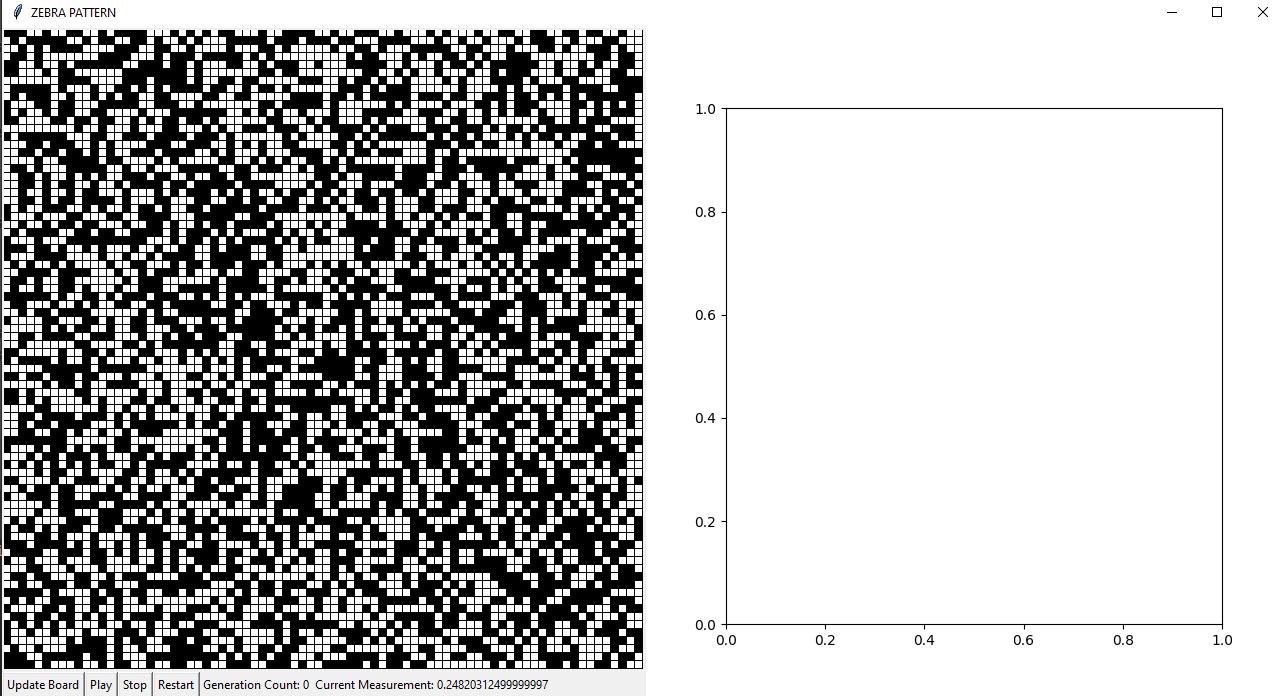 ZEBRA PATTERN
1.0
0.8
0.6
0.4
0.2
0.0
0.0 0.2 0.4 0.6 0.8 1.0
Update Board Play Stop Restart Generation Count: 0 Current Measurement: 0.24820312499999997